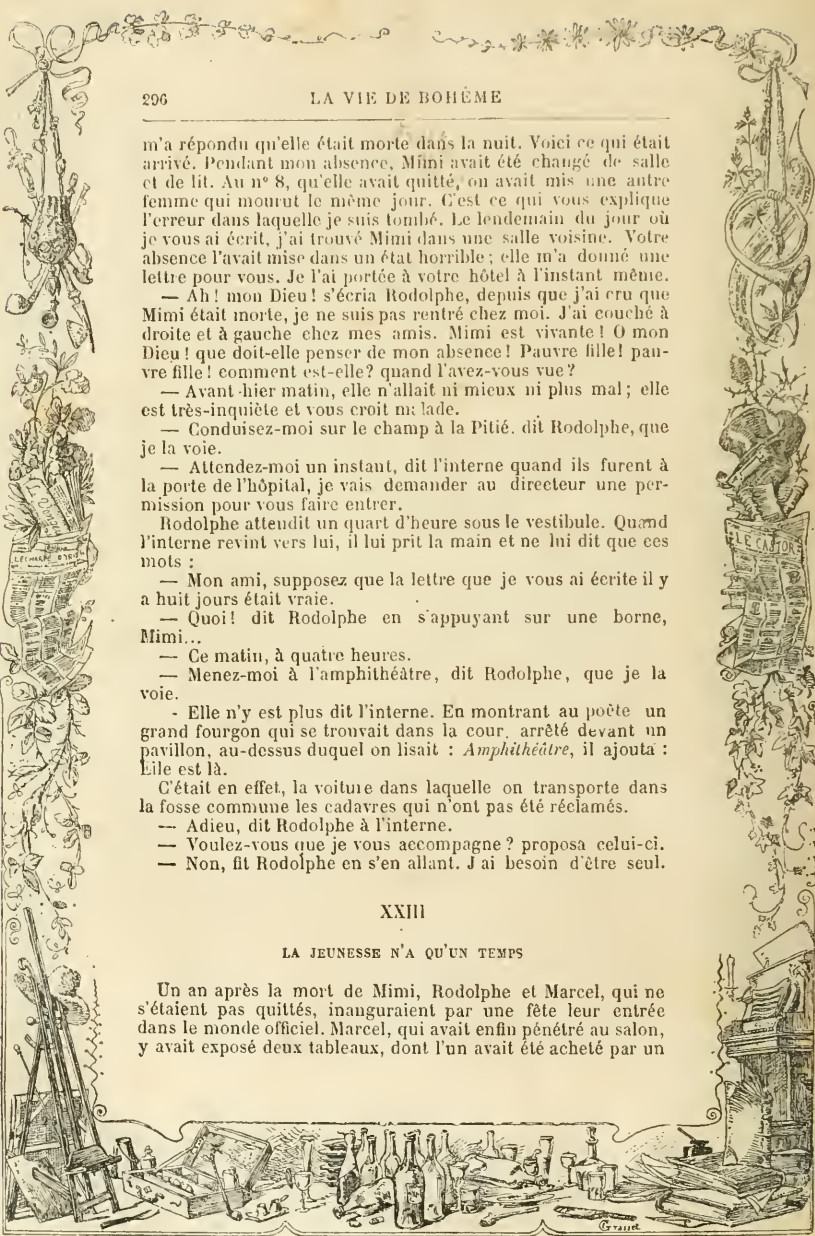 296 LA VIE DE BOHÈME
m'a répondu qu'elle était morte dans la nuit. Voici ce qui était
arrivé. Pendant mon absence, Mimi avait été changé de salle
et de lit. Au n° 8, qu'elle avait quitté, on avait mis une autre
femme qui mourut le même jour. C'est ce qui vous explique
l'erreur dans laquelle je suis tombé. Le lendemain du jour où
je vous ai écrit, j'ai trouvé Mimi dans une salle voisine. Votre
absence l'avait mise dans un état horrible ; elle m'a donné une
lettre pour vous. Je l'ai portée à votre hôtel à l'instant même.
— Ah ! mon Dieu ! s'écria Rodolphe, depuis que j'ai cru que
Mimi était morte, je ne suis pas rentré chez moi. J'ai couché à
droite et à gauche chez mes amis. Mimi est vivante ! O mon
Dieu ! que doit-elle penser de mon absence ! Pauvre fille ! pau-
vre fille ! comment est-elle ? quand l'avez-vous vue ?
— Avant-hier matin, elle n'allait ni mieux ni plus mal ; elle
est très-inquiète et vous croit malade.
— Conduisez-moi sur le champ à la Pitié. dit Rodolphe, que
je la voie.
— Attendez-moi un instant, dit l'interne quand ils furent à
la porte de l'hôpital, je vais demander au directeur une per-
mission pour vous faire entrer.
Rodolphe attendit un quart d'heure sous le vestibule. Quand
l'interne revint vers lui, il lui prit la main et ne lui dit que ces
mots :
— Mon ami, supposez que la lettre que je vous ai écrite il y
a huit jours était vraie.
— Quoi ! dit Rodolphe en s'appuyant sur une borne,
Mimi...
— Ce matin, à quatre heures.
— Menez-moi à l'amphithéâtre, dit Rodolphe, que je la
voie.
- Elle n'y est plus dit l'interne. En montrant au poète un
grand fourgon qui se trouvait dans la cour, arrêté devant un
pavillon, au-dessus duquel on lisait : Amphithéâtre, il ajouta :
Elle est là.
C'était en effet, la voiture dans laquelle on transporte dans
la fosse commune les cadavres qui n'ont pas été réclamés.
— Adieu, dit Rodolphe à l'interne.
— Voulez-vous que je vous accompagne ? proposa celui-ci.
— Non, fit Rodolphe en s'en allant. J'ai besoin d'être seul.
XXIII
LA JEUNESSE N'A QU'UN TEMPS
Un an après la mort de Mimi, Rodolphe et Marcel, qui ne
s'étaient pas quittés, inauguraient par une fête leur entrée
dans le monde officiel. Marcel, qui avait enfin pénétré au salon,
y avait exposé deux tableaux, dont l'un avait été acheté par un
LE CASTOR
Grasset